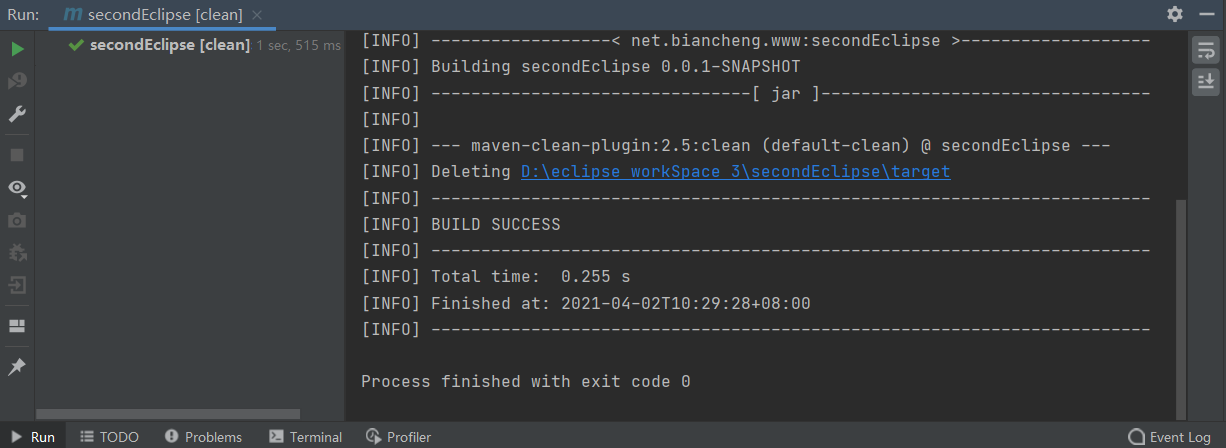 Run: m secondEclipse [clean] ×
secondEclipse [clean] 1 sec, 515 ms
[INFO] ------------------< net.biancheng.www:secondEclipse >-------------------
[INFO] Building secondEclipse 0.0.1-SNAPSHOT
[INFO] --------------------------------[ jar ]---------------------------------
[INFO]
[INFO] --- maven-clean-plugin:2.5:clean (default-clean) @ secondEclipse ---
[INFO] Deleting D:\eclipse workSpace 3\secondEclipse\target
[INFO] ------------------------------------------------------------------------
[INFO] BUILD SUCCESS
[INFO] ------------------------------------------------------------------------
[INFO] Total time:  0.255 s
[INFO] Finished at: 2021-04-02T10:29:28+08:00
[INFO] ------------------------------------------------------------------------
Process finished with exit code 0
Run TODO Problems Terminal Profiler Event Log